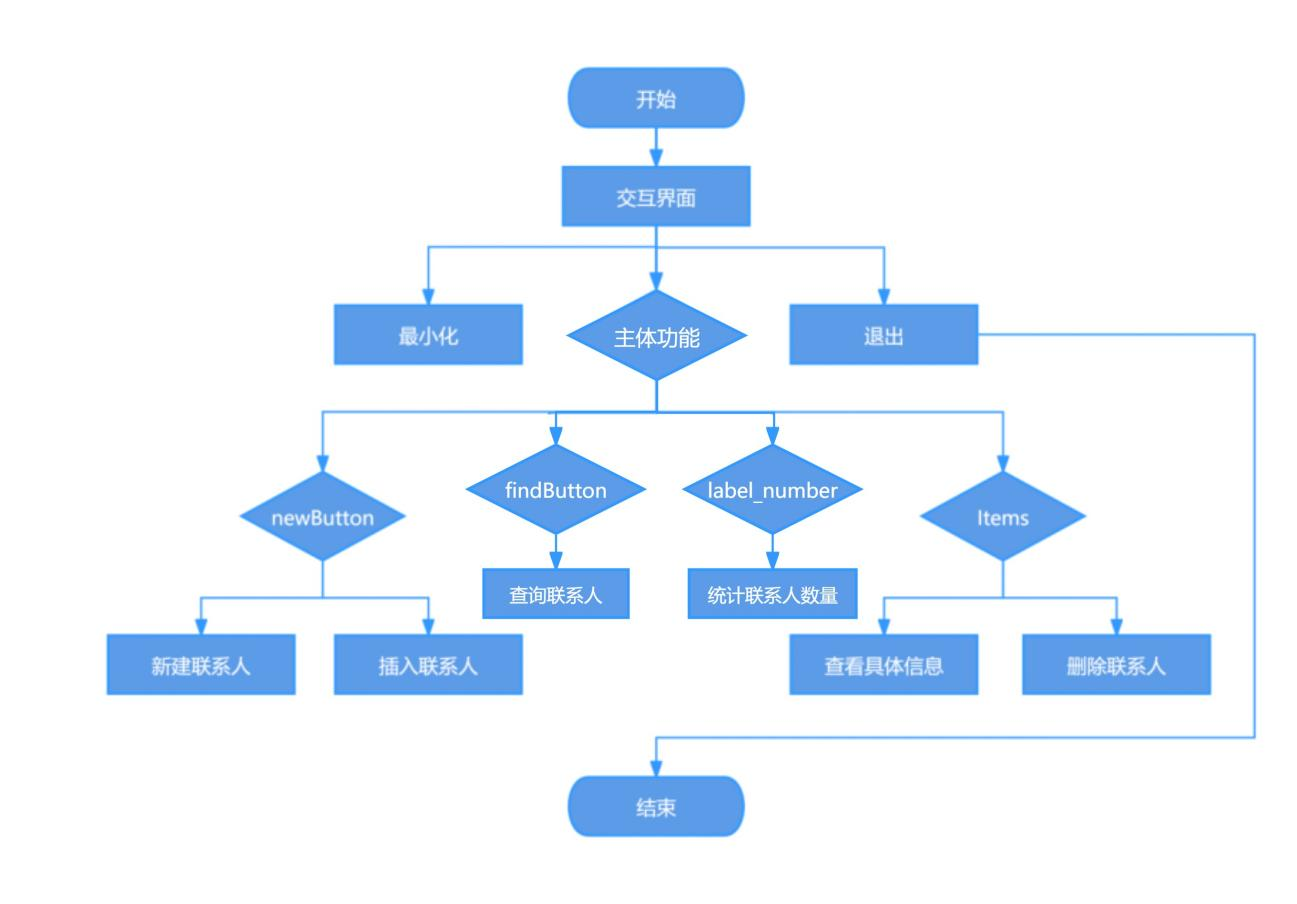 开始
交互界面
最小化
主体功能
退出
newButton
findButton
label_number
Items
查询联系人
统计联系人数量
新建联系人
插入联系人
查看具体信息
删除联系人
结束